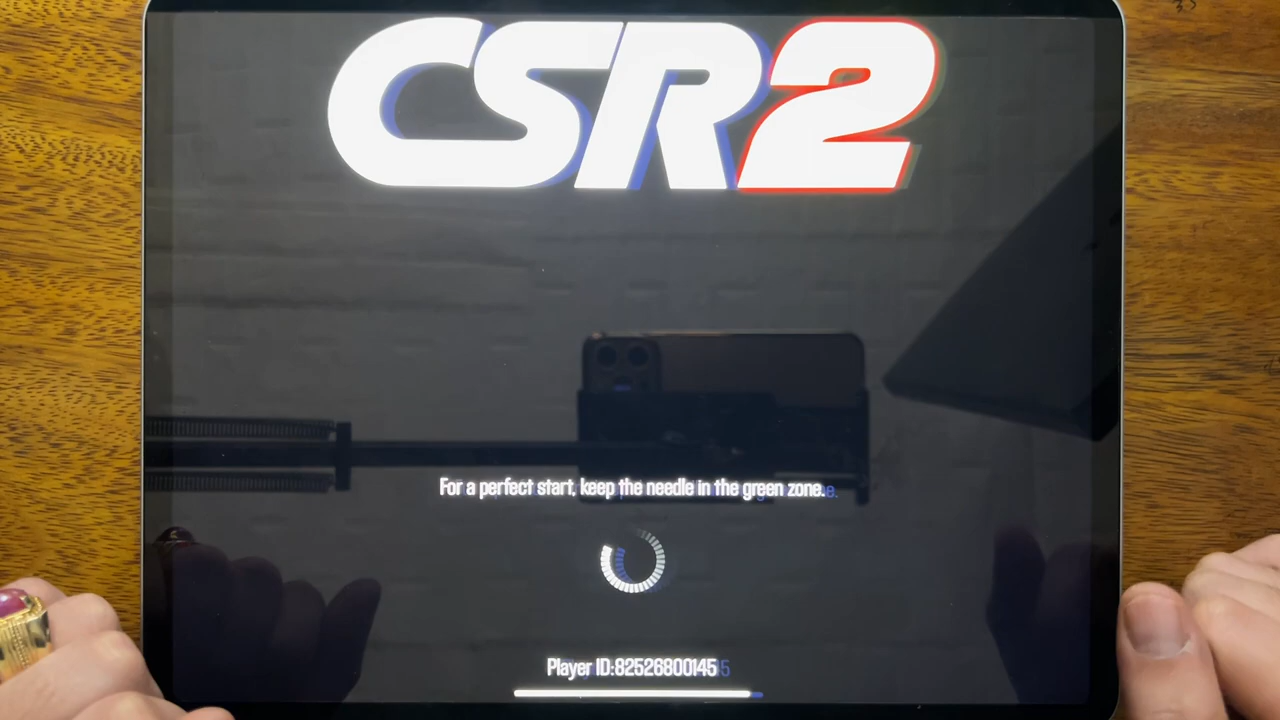 CSR2
For a perfect start, keep the needle in the green zone.
Player ID:82526800145